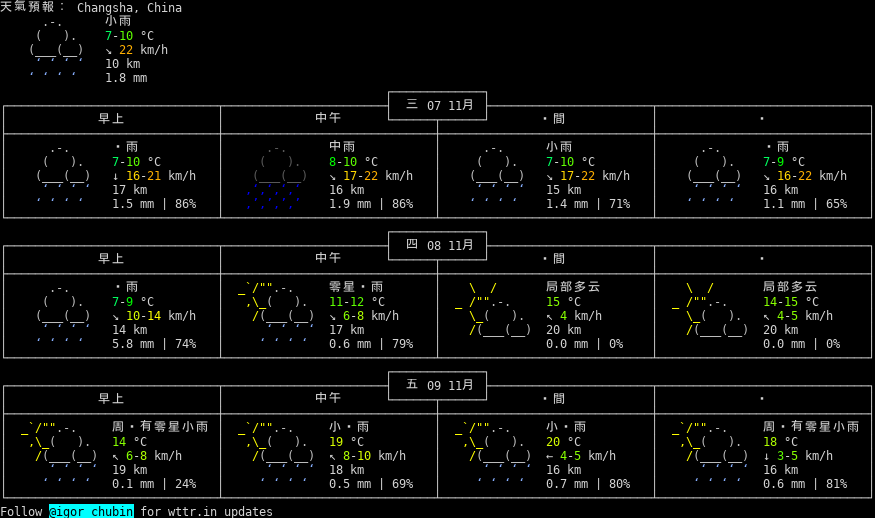 天氣預報： Changsha, China
小雨
7-10 °C
↘ 22 km/h
10 km
1.8 mm
三 07 11月
早上 中午 ・間 ・
・雨 中雨 小雨 ・雨
7-10 °C 8-10 °C 7-10 °C 7-9 °C
↓ 16-21 km/h ↘ 17-22 km/h ↘ 17-22 km/h ↘ 16-22 km/h
17 km 16 km 15 km 16 km
1.5 mm | 86% 1.9 mm | 86% 1.4 mm | 71% 1.1 mm | 65%
四 08 11月
早上 中午 ・間 ・
・雨 零星・雨 局部多云 局部多云
7-9 °C 11-12 °C 15 °C 14-15 °C
↘ 10-14 km/h ↘ 6-8 km/h ↖ 4 km/h ↖ 4-5 km/h
14 km 17 km 20 km 20 km
5.8 mm | 74% 0.6 mm | 79% 0.0 mm | 0% 0.0 mm | 0%
五 09 11月
早上 中午 ・間 ・
周・有零星小雨 小・雨 小・雨 周・有零星小雨
14 °C 19 °C 20 °C 18 °C
↖ 6-8 km/h ↖ 8-10 km/h ← 4-5 km/h ↓ 3-5 km/h
19 km 18 km 16 km 16 km
0.1 mm | 24% 0.5 mm | 69% 0.7 mm | 80% 0.6 mm | 81%
Follow @igor_chubin for wttr.in updates